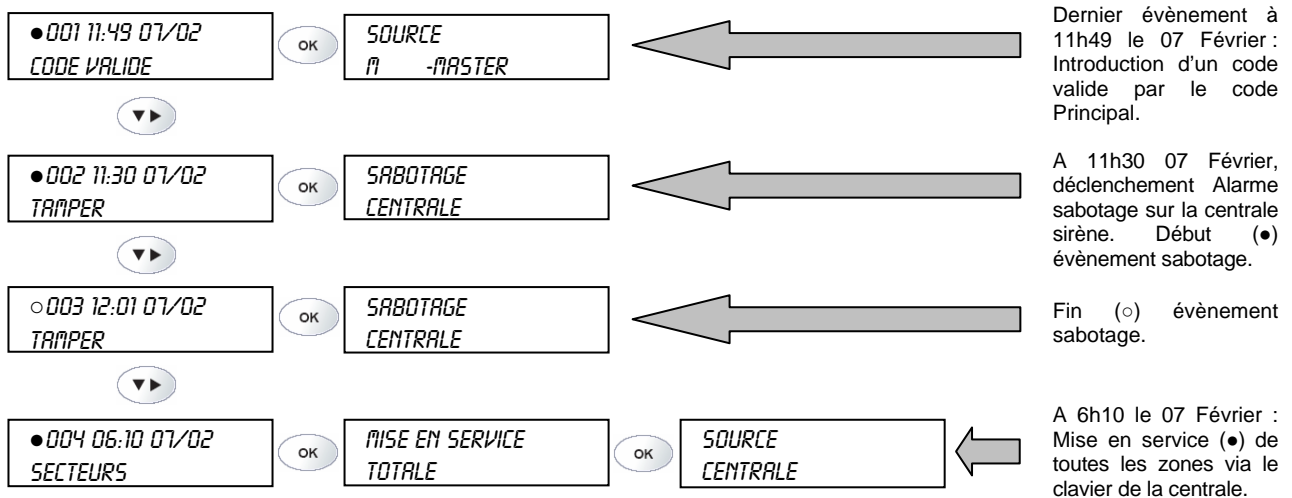 ●001 11:49 07/02
CODE VALIDE
OK
SOURCE
M -MASTER
Dernier évènement à
11h49 le 07 Février :
Introduction d'un code
valide par le code
Principal.
▼▶
●002 11:30 07/02
TAMPER
OK
SABOTAGE
CENTRALE
A 11h30 07 Février,
déclenchement Alarme
sabotage sur la centrale
sirène. Début (●)
évènement sabotage.
▼▶
○003 12:01 07/02
TAMPER
OK
SABOTAGE
CENTRALE
Fin (○) évènement
sabotage.
▼▶
●004 06:10 07/02
SECTEURS
OK
MISE EN SERVICE
TOTALE
OK
SOURCE
CENTRALE
A 6h10 le 07 Février :
Mise en service (●) de
toutes les zones via le
clavier de la centrale.